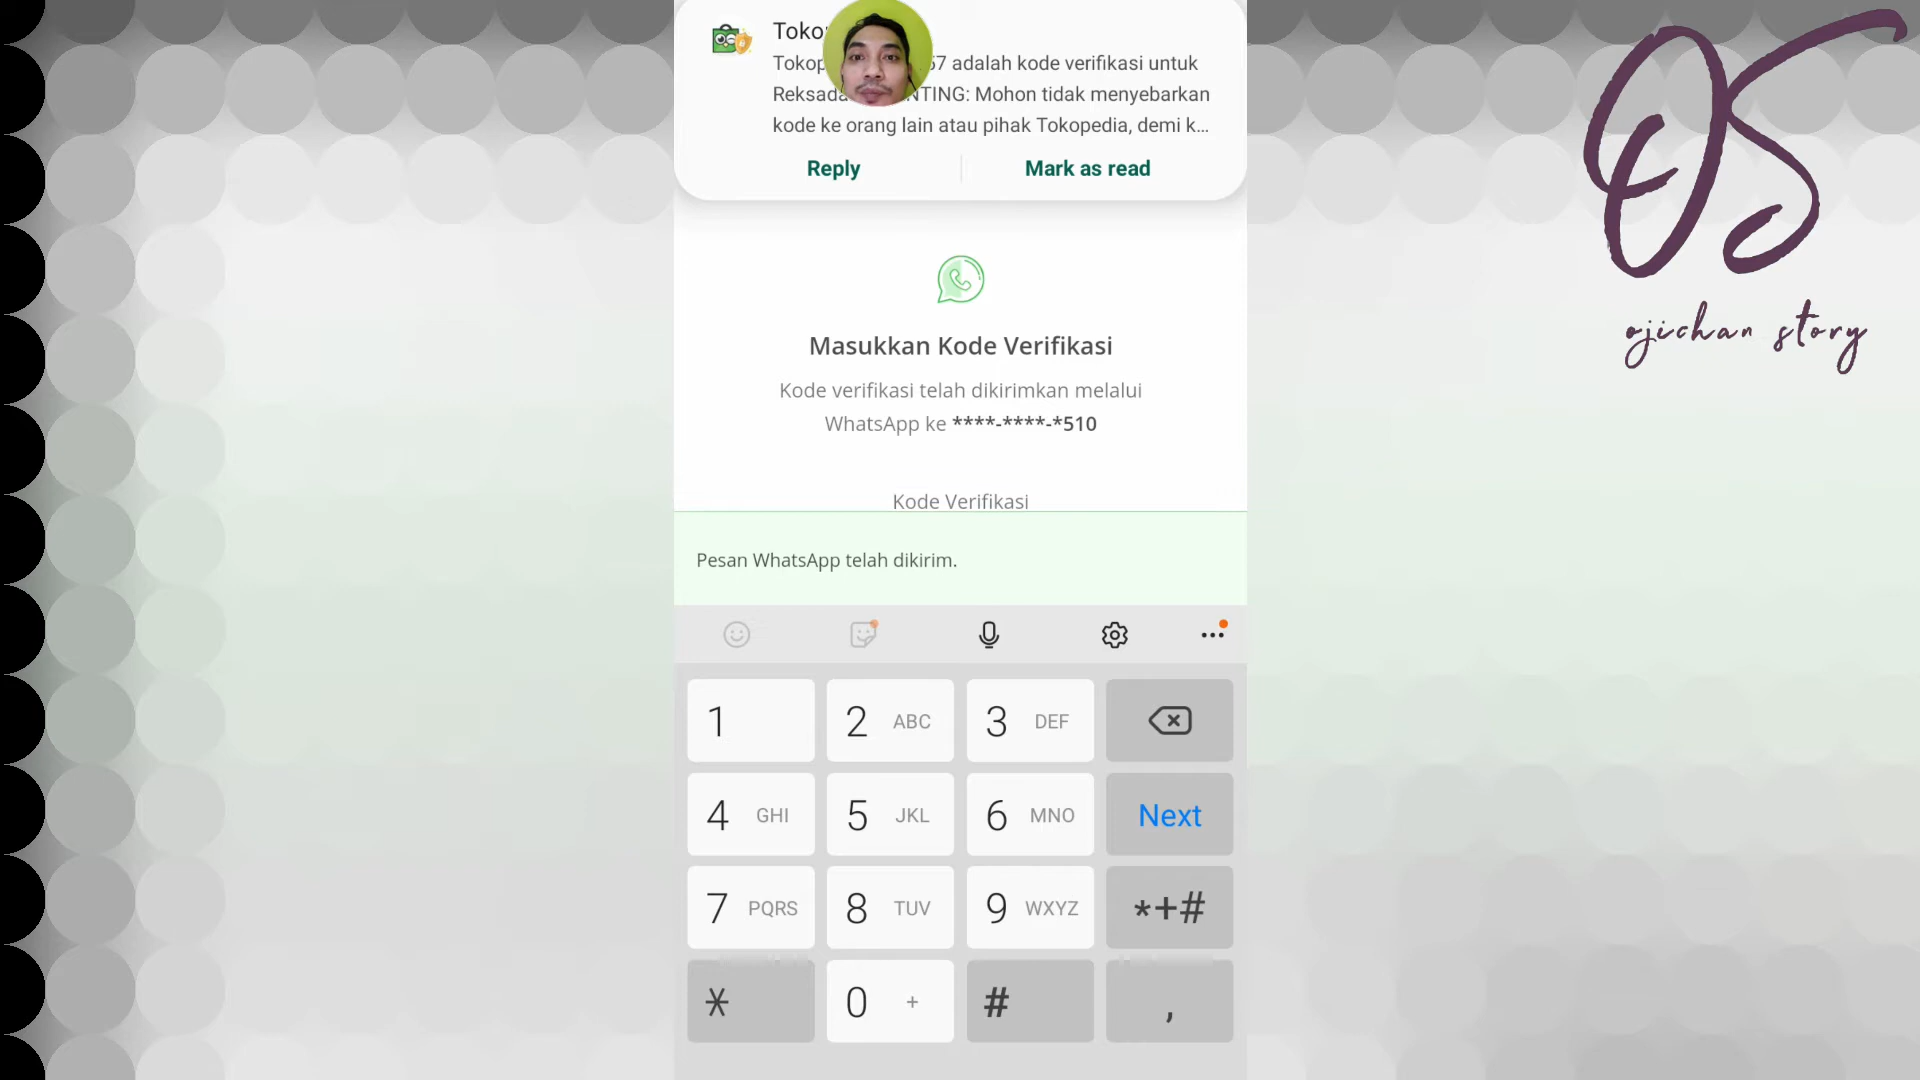 Toko
OS
Tokop 57 adalah kode verifikasi untuk
Reksada NTING: Mohon tidak menyebarkan
kode ke orang lain atau pihak Tokopedia, demi k...
Reply Mark as read
ojichan story
Masukkan Kode Verifikasi
Kode verifikasi telah dikirimkan melalui
WhatsApp ke ****-****-*510
Kode Verifikasi
Pesan WhatsApp telah dikirim.
1 2 ABC 3 DEF
4 GHI 5 JKL 6 MNO Next
7 PQRS 8 TUV 9 WXYZ *+#
* 0 + # ,